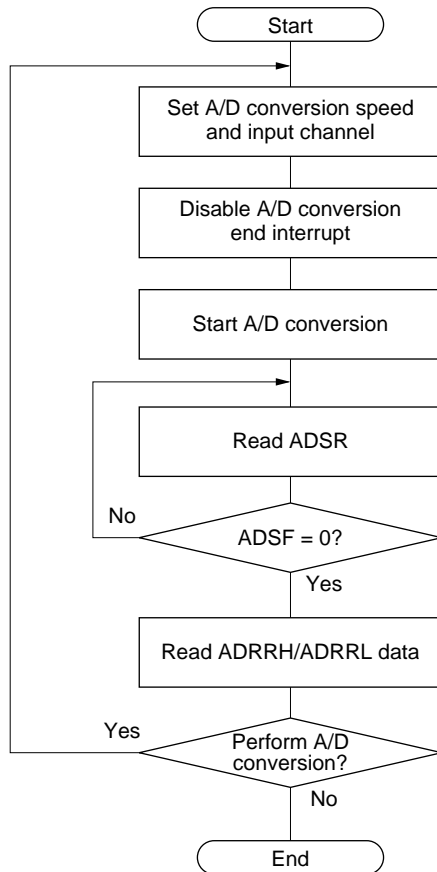 Start
Set A/D conversion speed
and input channel
Disable A/D conversion
end interrupt
Start A/D conversion
Read ADSR
No
ADSF = 0?
Yes
Read ADRRH/ADRRL data
Yes
Perform A/D
conversion?
No
End